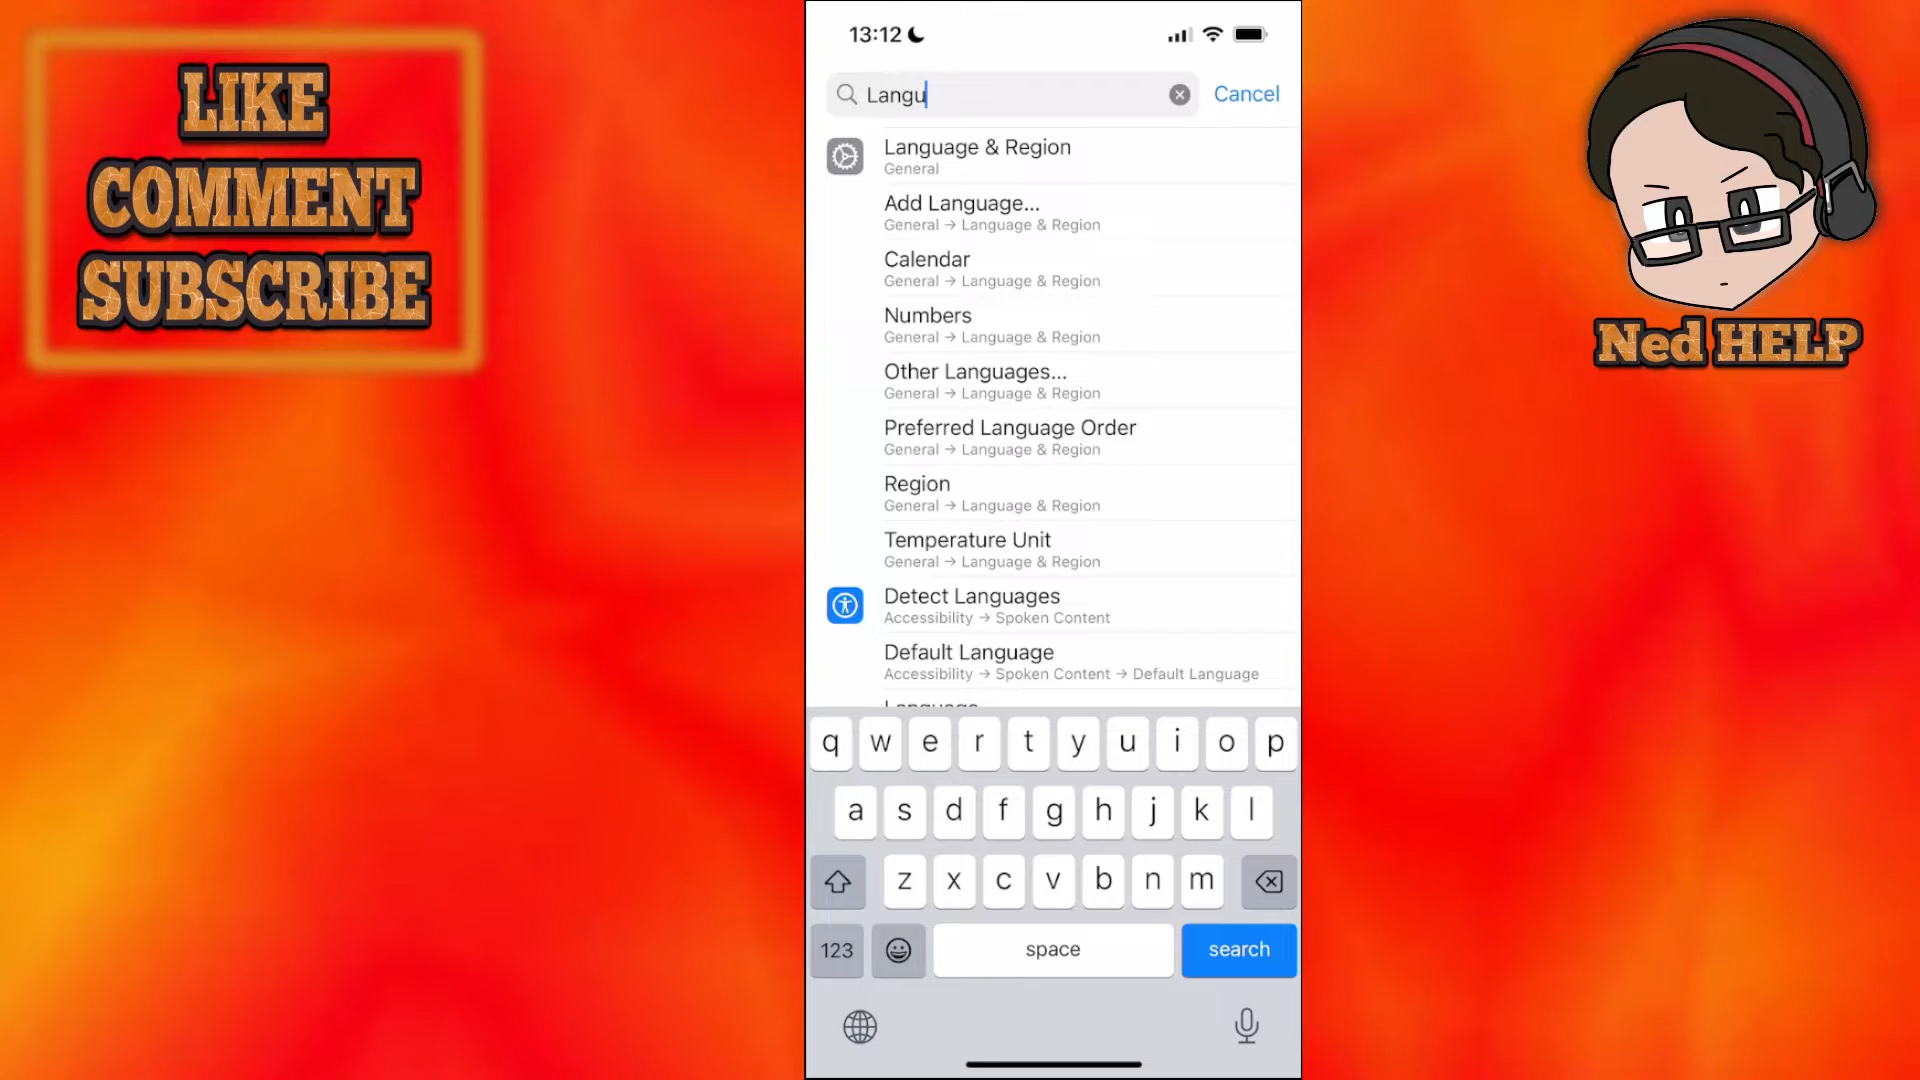 LIKE
COMMENT
SUBSCRIBE
13:12
Langu
Cancel
Language & Region
General
Add Language...
General → Language & Region
Calendar
General → Language & Region
Numbers
General → Language & Region
Other Languages...
General → Language & Region
Preferred Language Order
General → Language & Region
Region
General → Language & Region
Temperature Unit
General → Language & Region
Detect Languages
Accessibility → Spoken Content
Default Language
Accessibility → Spoken Content → Default Language
q w e r t y u i o p
a s d f g h j k l
z x c v b n m
123 space search
Ned HELP